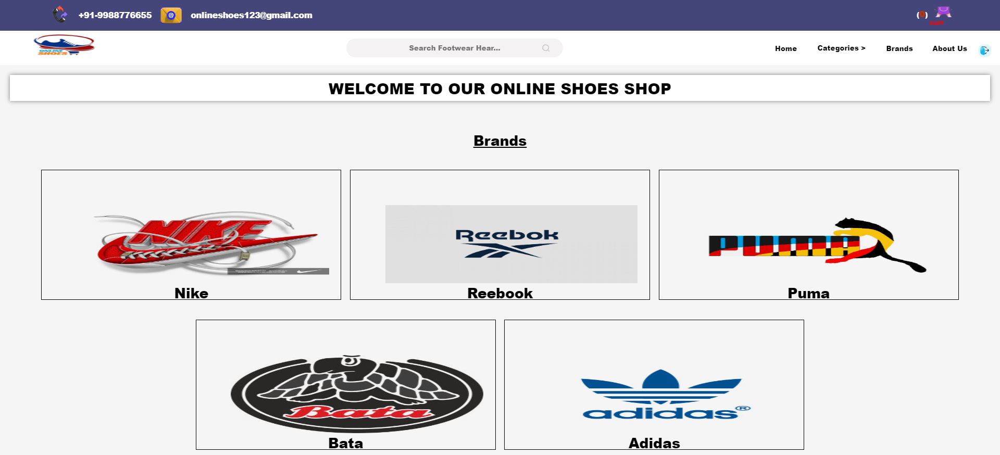 +91-9988776655
onlineshoes123@gmail.com
(0)
CART
ONLINE
SHOES
Search Footwear Hear...
Home
Categories >
Brands
About Us
WELCOME TO OUR ONLINE SHOES SHOP
Brands
NIKE
Nike
Reebok
Reebook
PUMA
Puma
Bata
Bata
adidas®
Adidas